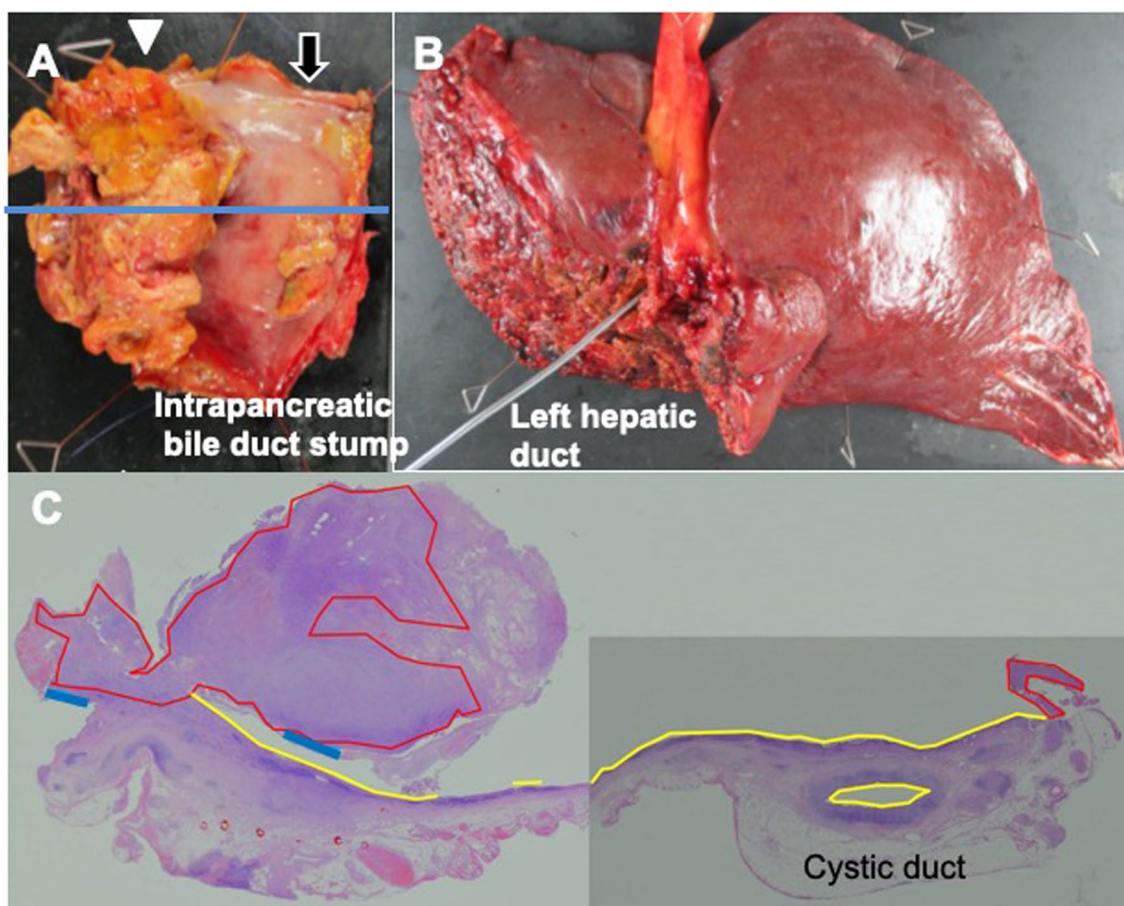 A
B
Intrapancreatic
bile duct stump
Left hepatic
duct
C
Cystic duct